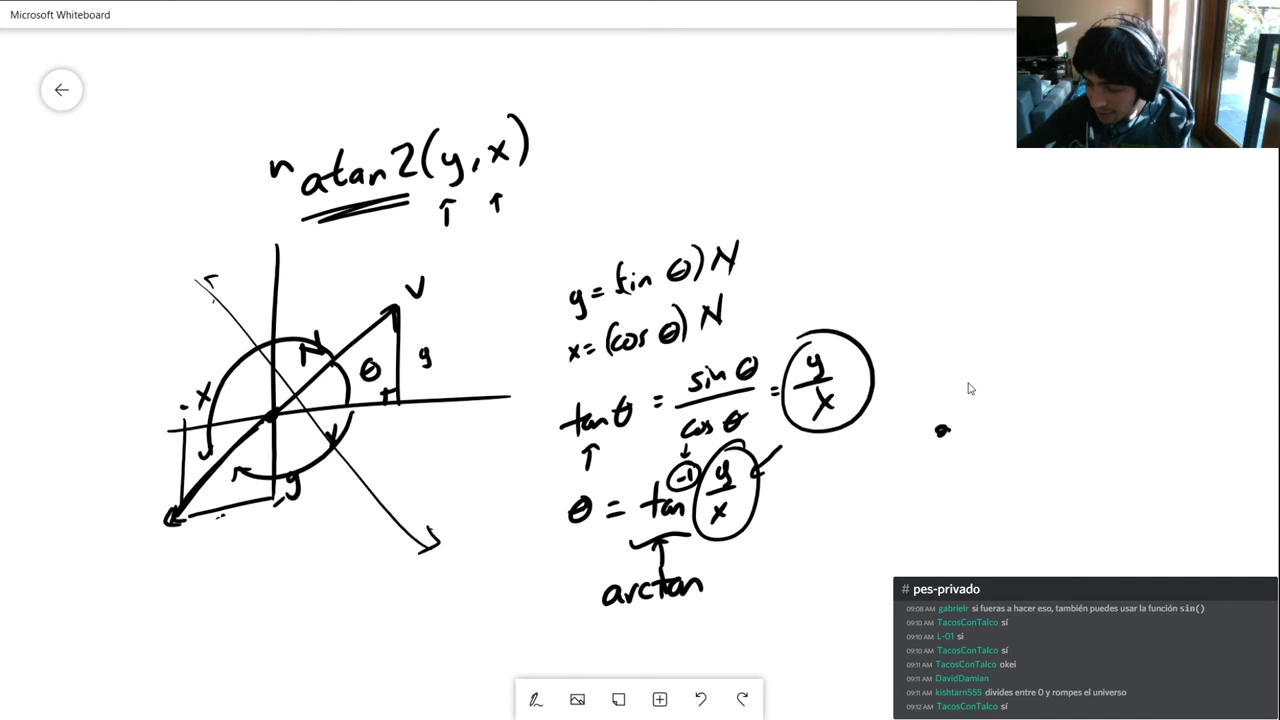 Microsoft Whiteboard
n atan2(y,x)
↑ ↑
V
N
θ
y
x
y
y = (sin θ) N
x = (cos θ) N
tan θ = sin θ / cos θ = y / x
θ = tan -1 y / x
arctan
# pes-privado
09:08 AM gabrielr si fueras a hacer eso, también puedes usar la función sin()
09:10 AM TacosConTalco sí
09:10 AM L-01 si
09:10 AM TacosConTalco sí
09:11 AM TacosConTalco okei
09:11 AM DavidDamian
09:11 AM kishtarn555 divides entre 0 y rompes el universo
09:12 AM TacosConTalco sí